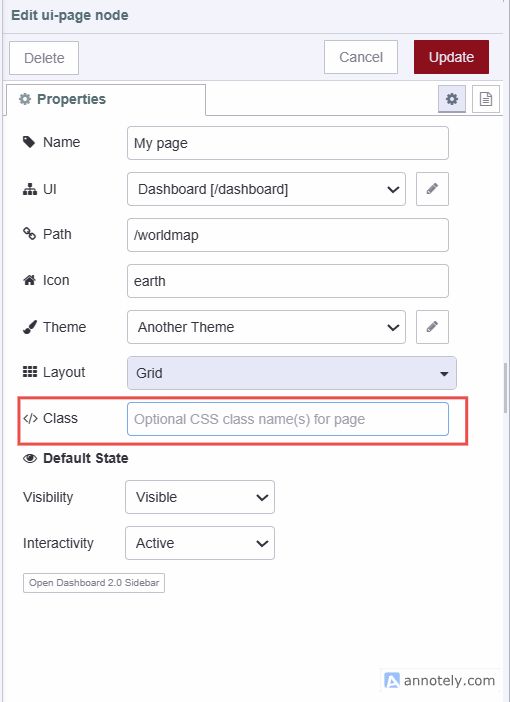 Edit ui-page node
Delete
Cancel
Update
Properties
Name
My page
UI
Dashboard [/dashboard]
Path
/worldmap
Icon
earth
Theme
Another Theme
Layout
Grid
</> Class
Optional CSS class name(s) for page
Default State
Visibility
Visible
Interactivity
Active
Open Dashboard 2.0 Sidebar
annotely.com